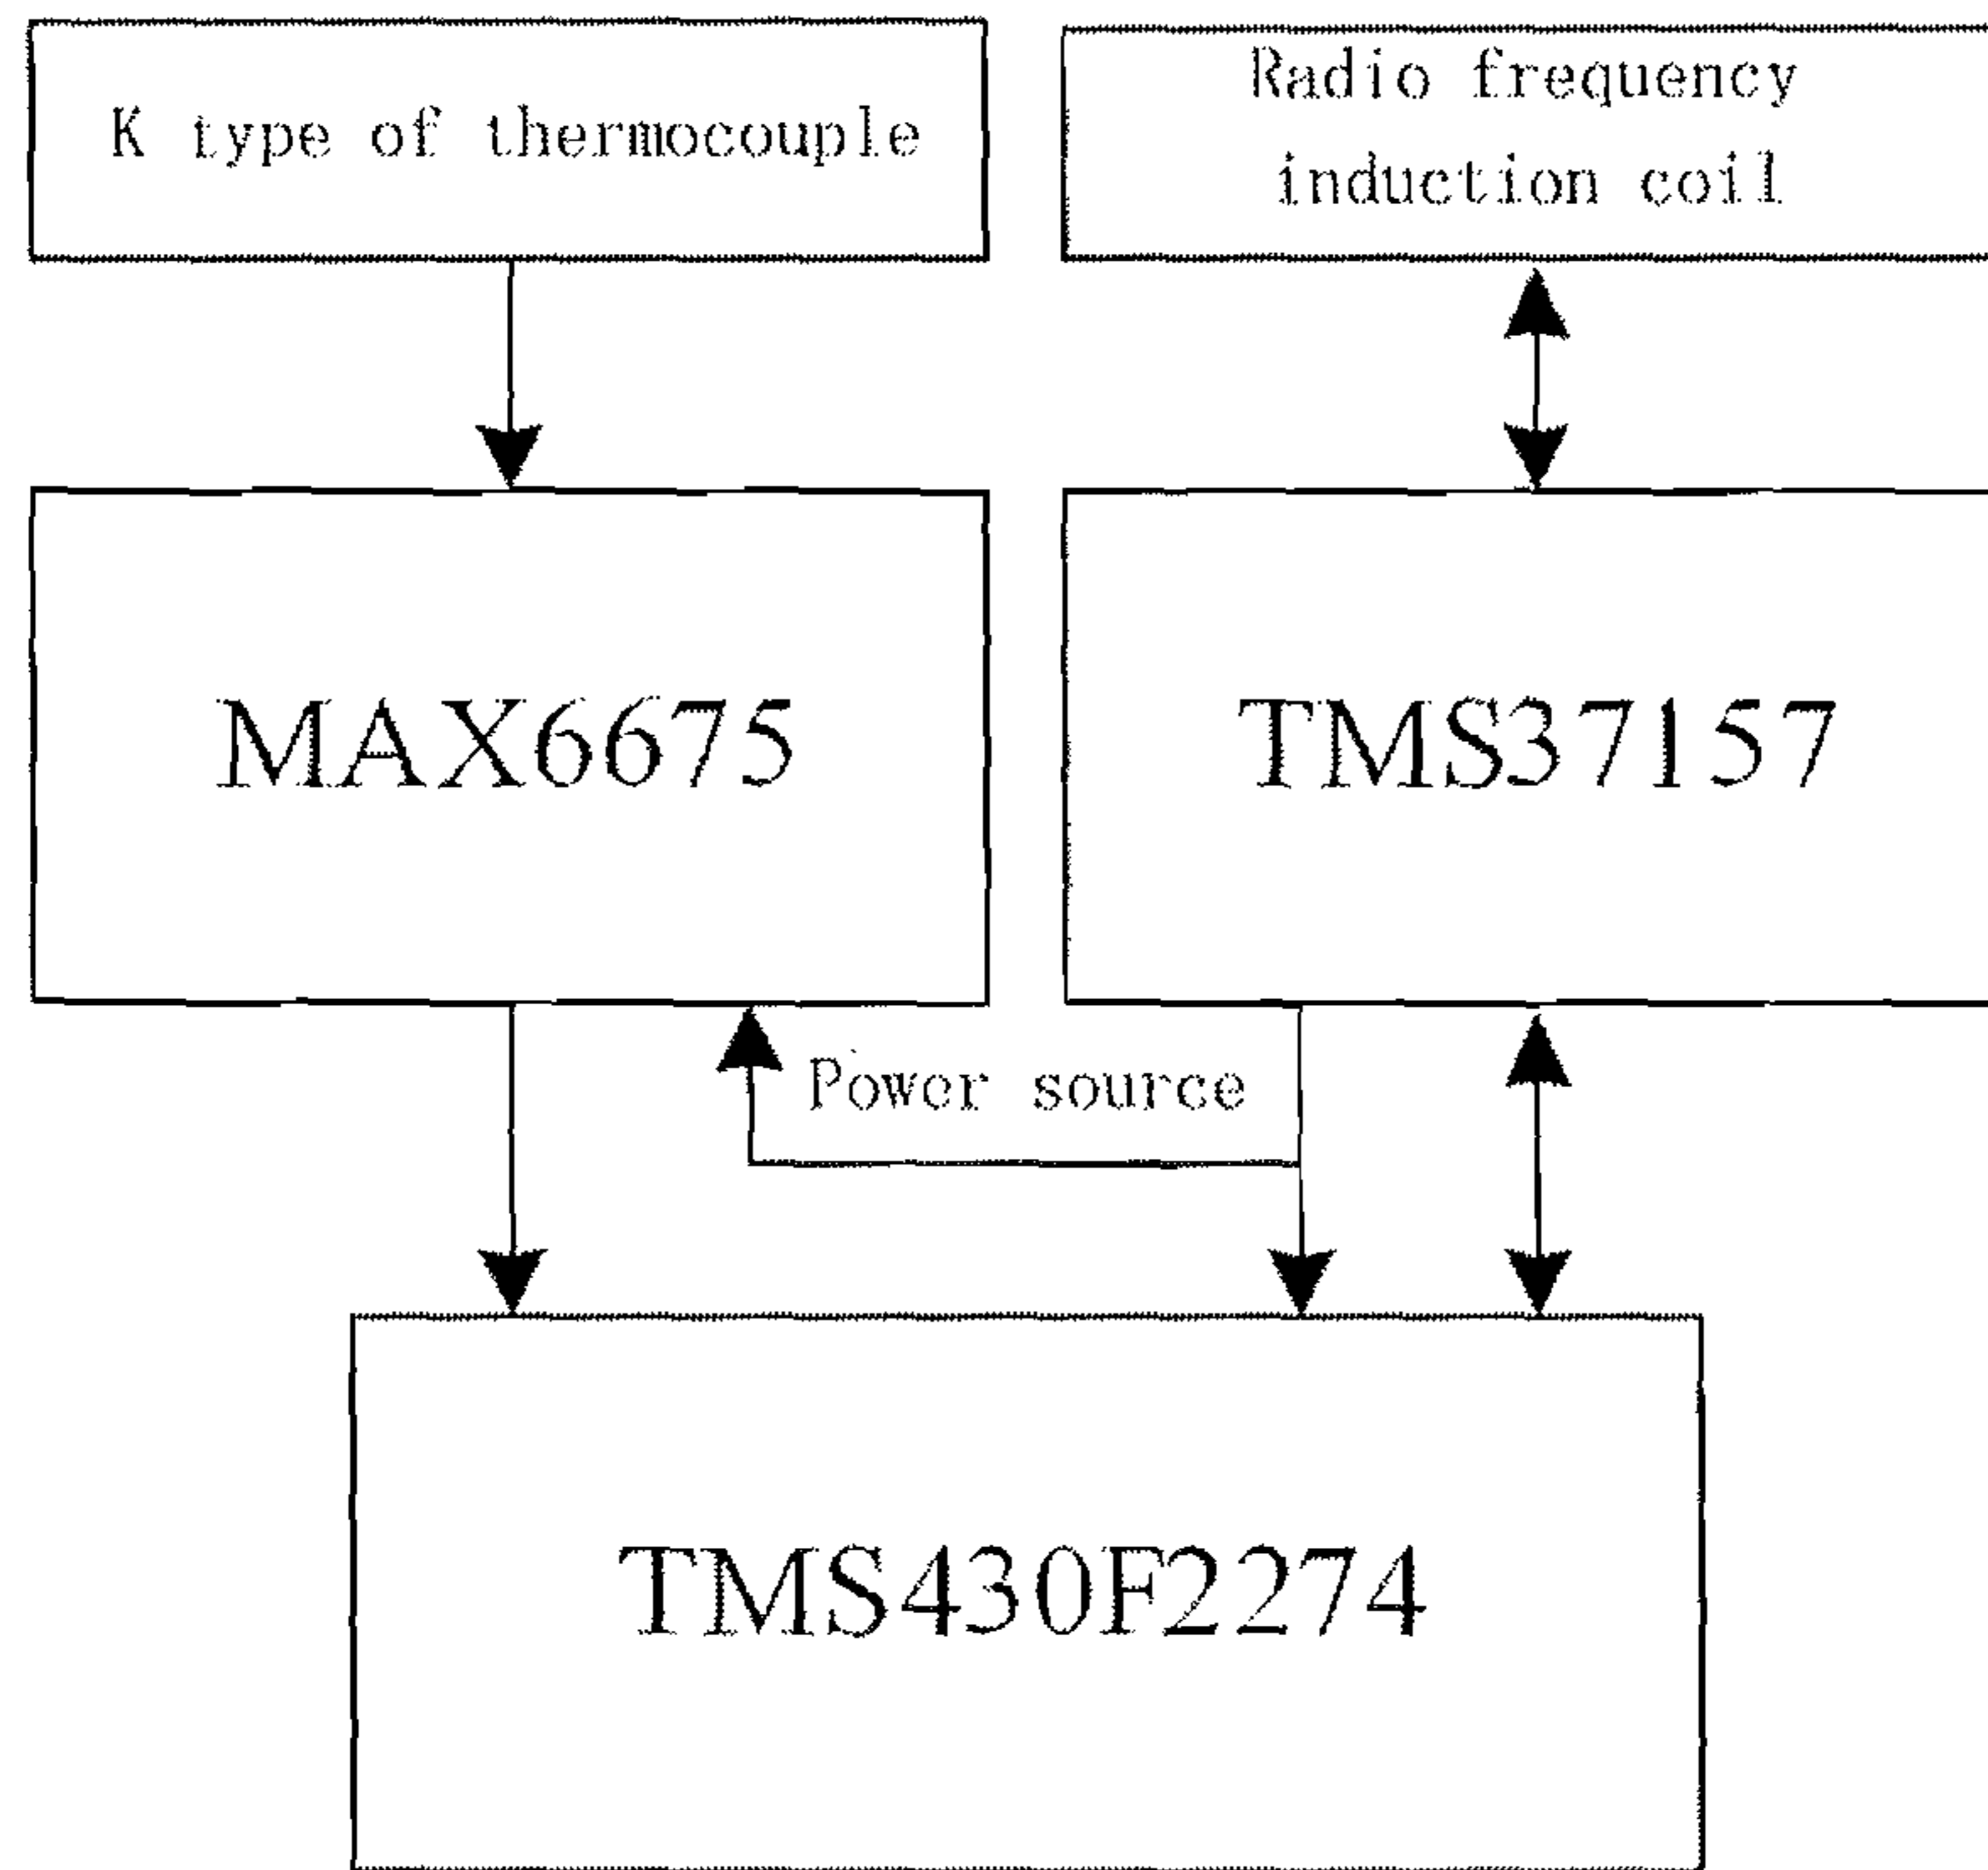 K type of thermocouple
Radio frequency
induction coil
MAX6675
TMS37157
Power source
TMS430F2274